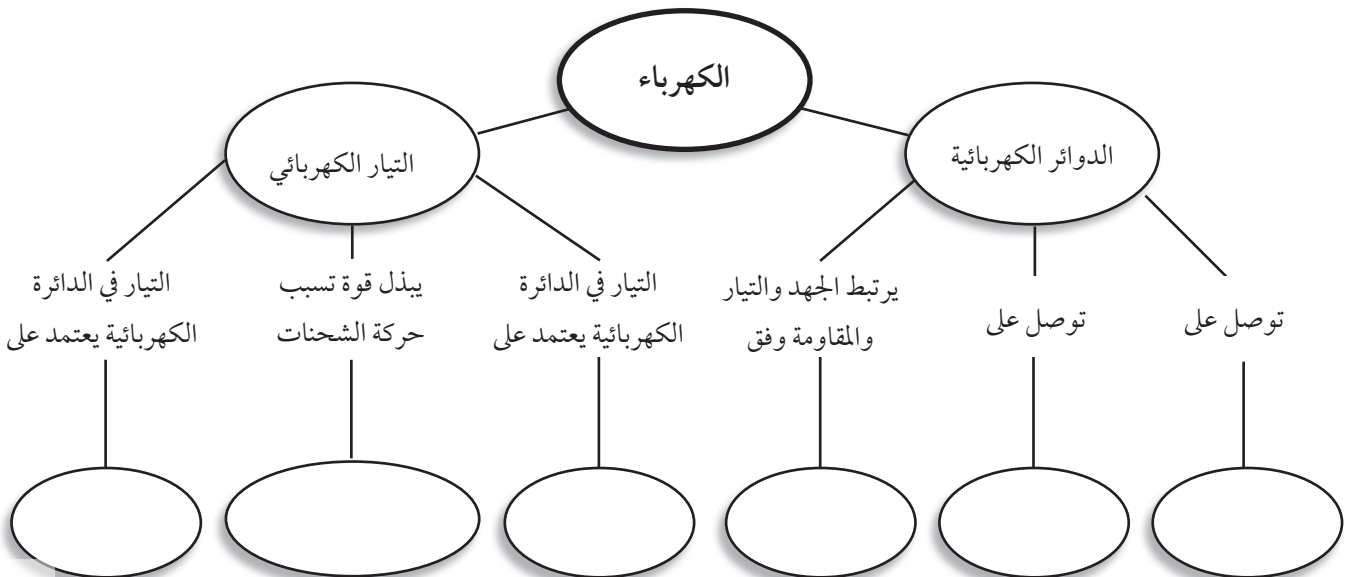 الكهرباء
الدوائر الكهربائية
التيار الكهربائي
توصل على
توصل على
يرتبط الجهد والتيار
والمقاومة وفق
التيار في الدائرة
الكهربائية يعتمد على
يبذل قوة تسبب
حركة الشحنات
التيار في الدائرة
الكهربائية يعتمد على